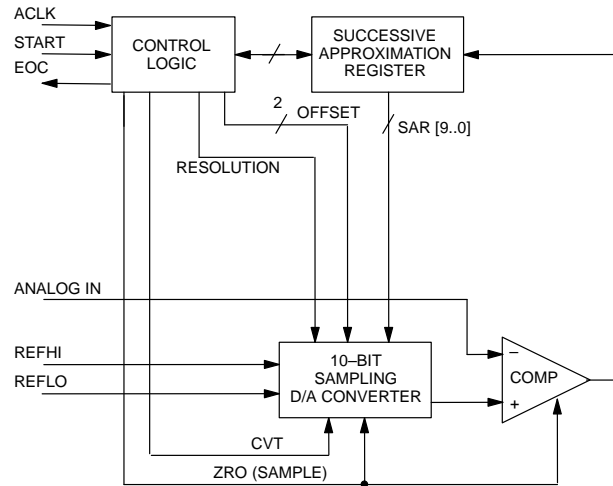 ACLK
START
EOC
CONTROL
LOGIC
SUCCESSIVE
APPROXIMATION
REGISTER
2
OFFSET
SAR [9..0]
RESOLUTION
ANALOG IN
REFHI
REFLO
10–BIT
SAMPLING
D/A CONVERTER
–
COMP
+
CVT
ZRO (SAMPLE)